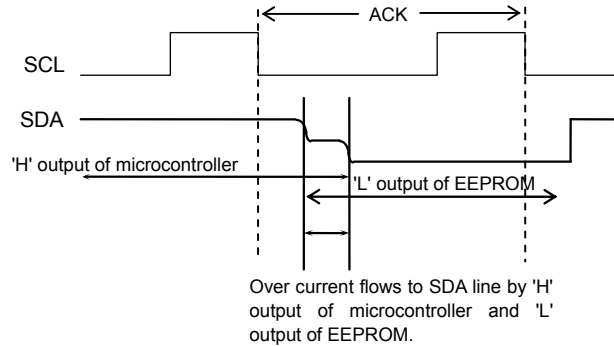 ACK
SCL
SDA
'H' output of microcontroller
'L' output of EEPROM
Over current flows to SDA line by 'H'
output of microcontroller and 'L'
output of EEPROM.